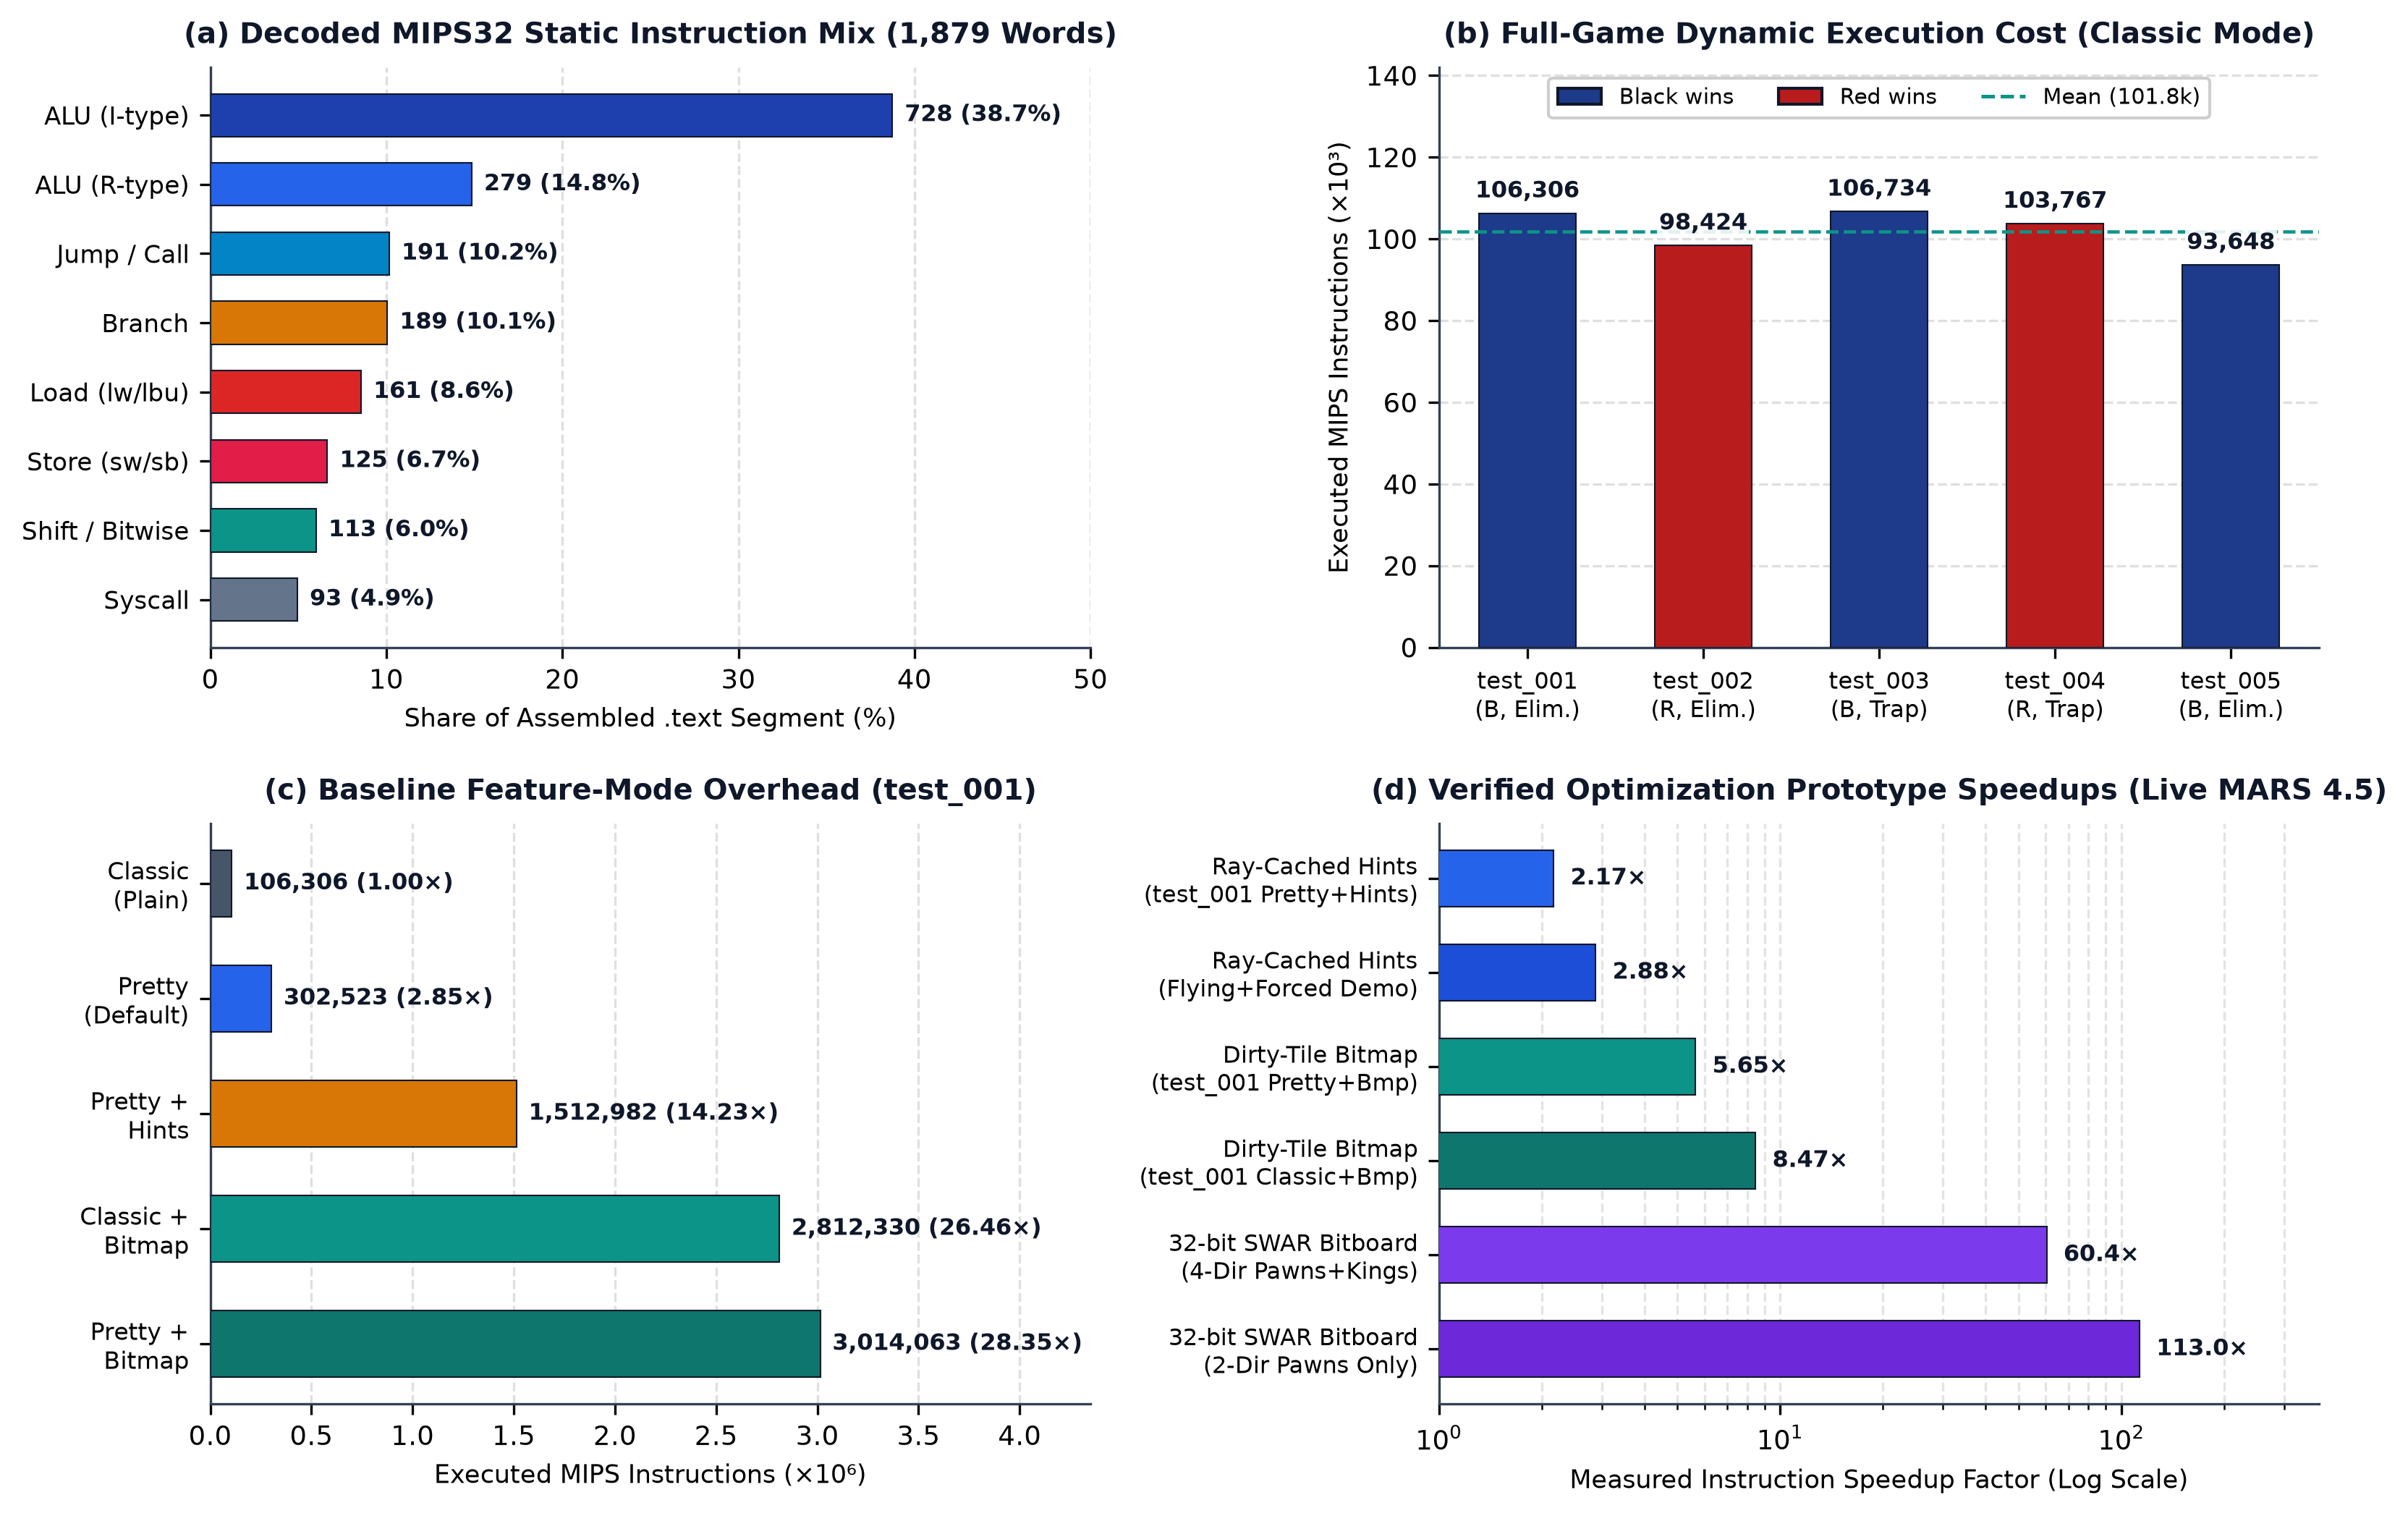 (a) Decoded MIPS32 Static Instruction Mix (1,879 Words)
ALU (I-type)
728 (38.7%)
ALU (R-type)
279 (14.8%)
Jump / Call
191 (10.2%)
Branch
189 (10.1%)
Load (lw/lbu)
161 (8.6%)
Store (sw/sb)
125 (6.7%)
Shift / Bitwise
113 (6.0%)
Syscall
93 (4.9%)
0 10 20 30 40 50
Share of Assembled .text Segment (%)
(b) Full-Game Dynamic Execution Cost (Classic Mode)
Black wins Red wins Mean (101.8k)
Executed MIPS Instructions (×10³)
140
120
100
80
60
40
20
0
106,306
98,424
106,734
103,767
93,648
test_001 test_002 test_003 test_004 test_005
(B, Elim.) (R, Elim.) (B, Trap) (R, Trap) (B, Elim.)
(c) Baseline Feature-Mode Overhead (test_001)
Classic
(Plain)
106,306 (1.00×)
Pretty
(Default)
302,523 (2.85×)
Pretty +
Hints
1,512,982 (14.23×)
Classic +
Bitmap
2,812,330 (26.46×)
Pretty +
Bitmap
3,014,063 (28.35×)
0.0 0.5 1.0 1.5 2.0 2.5 3.0 3.5 4.0
Executed MIPS Instructions (×10⁶)
(d) Verified Optimization Prototype Speedups (Live MARS 4.5)
Ray-Cached Hints
(test_001 Pretty+Hints)
2.17×
Ray-Cached Hints
(Flying+Forced Demo)
2.88×
Dirty-Tile Bitmap
(test_001 Pretty+Bmp)
5.65×
Dirty-Tile Bitmap
(test_001 Classic+Bmp)
8.47×
32-bit SWAR Bitboard
(4-Dir Pawns+Kings)
60.4×
32-bit SWAR Bitboard
(2-Dir Pawns Only)
113.0×
10⁰ 10¹ 10²
Measured Instruction Speedup Factor (Log Scale)